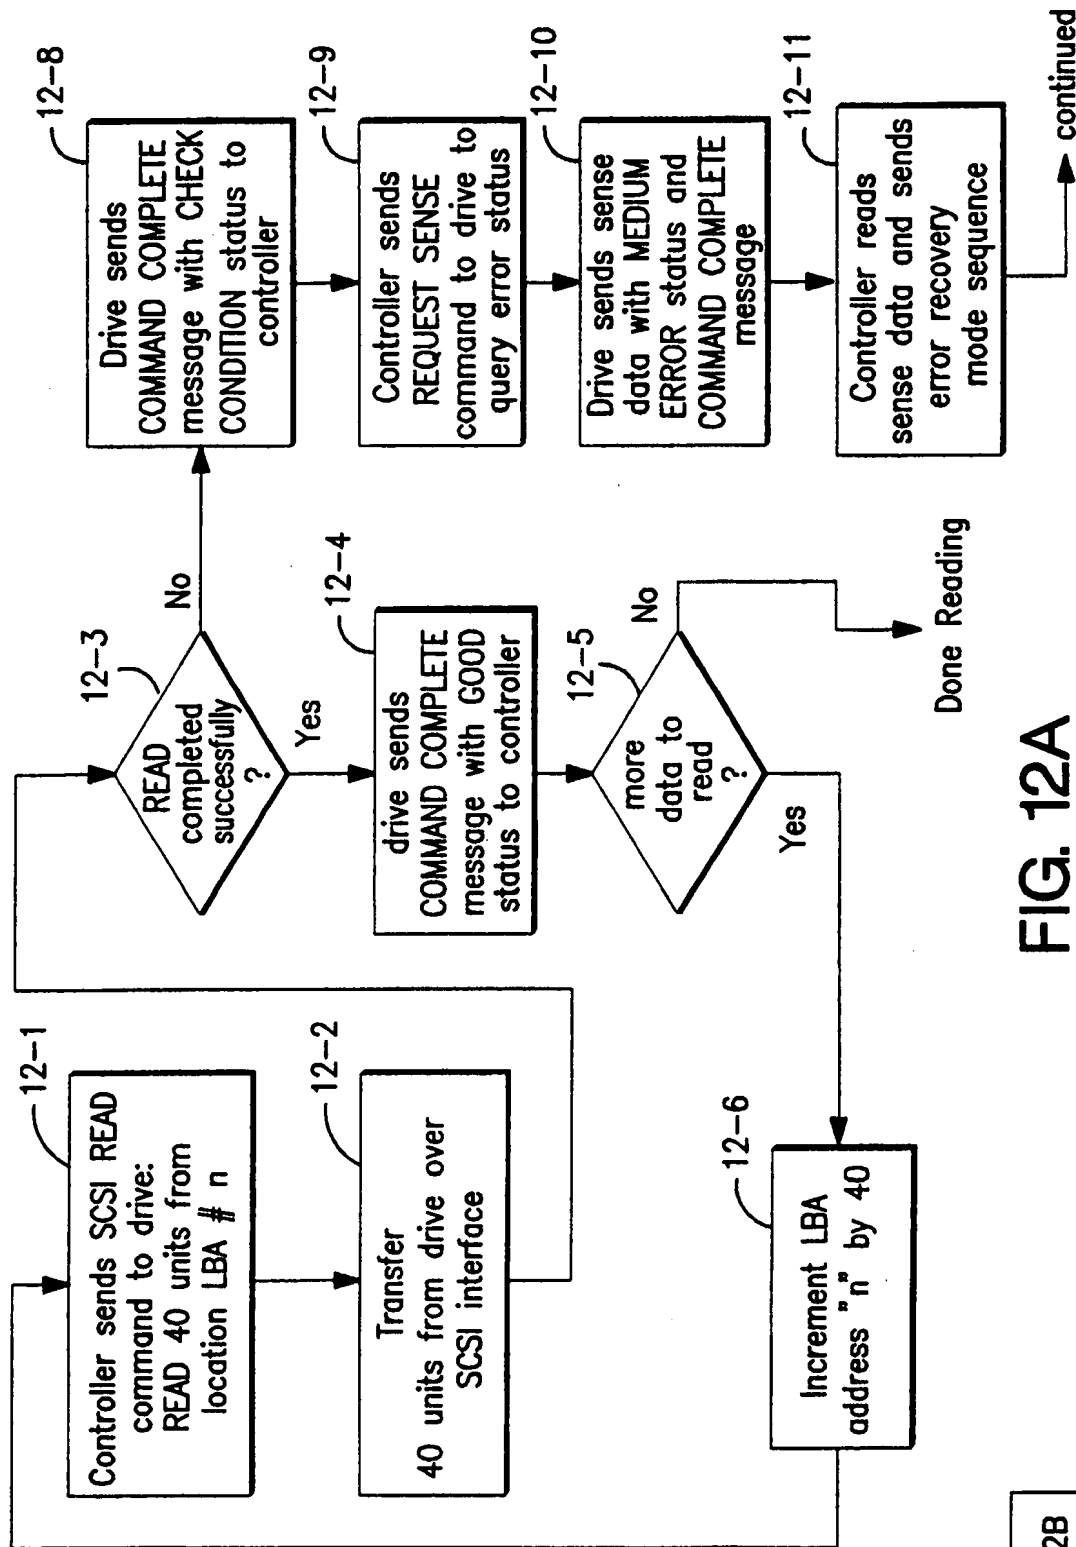 12-1
Controller sends SCSI READ
command to drive:
READ 40 units from
location LBA # n
12-2
Transfer
40 units from drive over
SCSI interface
12-3
READ
completed
successfully
?
No
Yes
12-4
drive sends
COMMAND COMPLETE
message with GOOD
status to controller
12-5
more
data to
read
?
No
Yes
Done Reading
12-6
Increment LBA
address "n" by 40
12-8
Drive sends
COMMAND COMPLETE
message with CHECK
CONDITION status to
controller
12-9
Controller sends
REQUEST SENSE
command to drive to
query error status
12-10
Drive sends sense
data with MEDIUM
ERROR status and
COMMAND COMPLETE
message
12-11
Controller reads
sense data and sends
error recovery
mode sequence
continued
FIG. 12A
2B